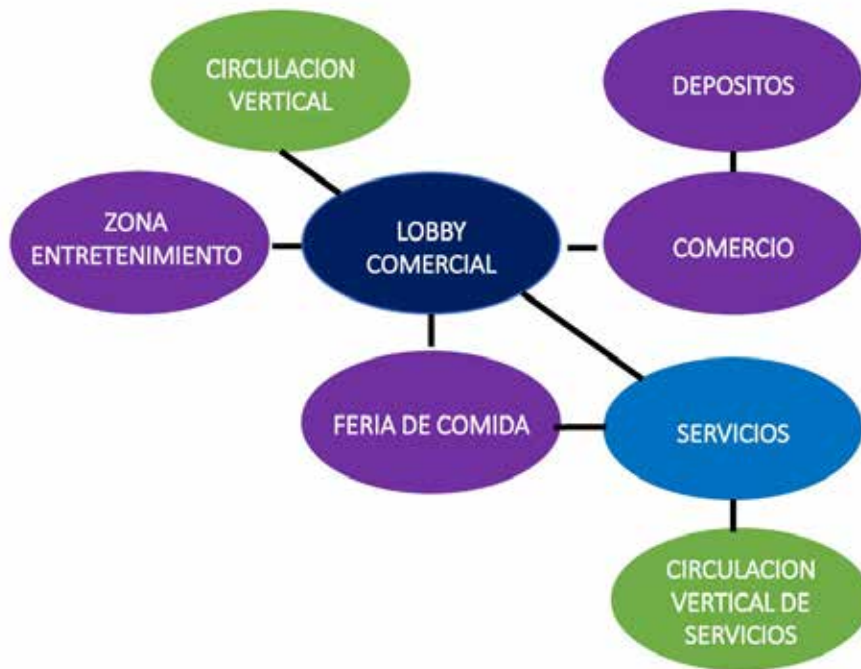 CIRCULACION
VERTICAL
DEPOSITOS
ZONA
ENTRETENIMIENTO
LOBBY
COMERCIAL
COMERCIO
FERIA DE COMIDA
SERVICIOS
CIRCULACION
VERTICAL DE
SERVICIOS